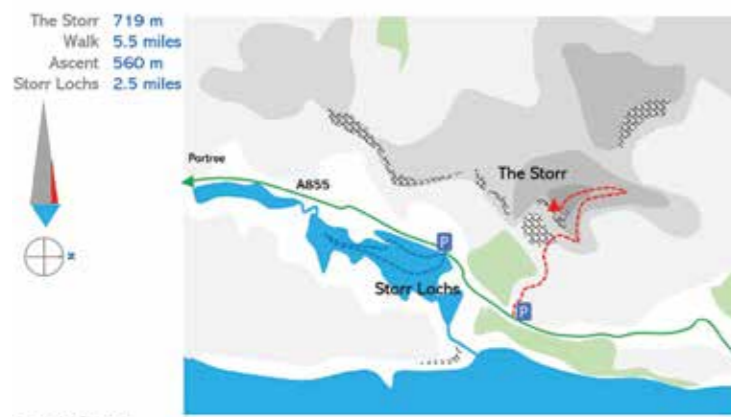 The Storr 719 m
Walk 5.5 miles
Ascent 560 m
Storr Lochs 2.5 miles
The Storr
Portree
A855
P
Storr Lochs
P
N